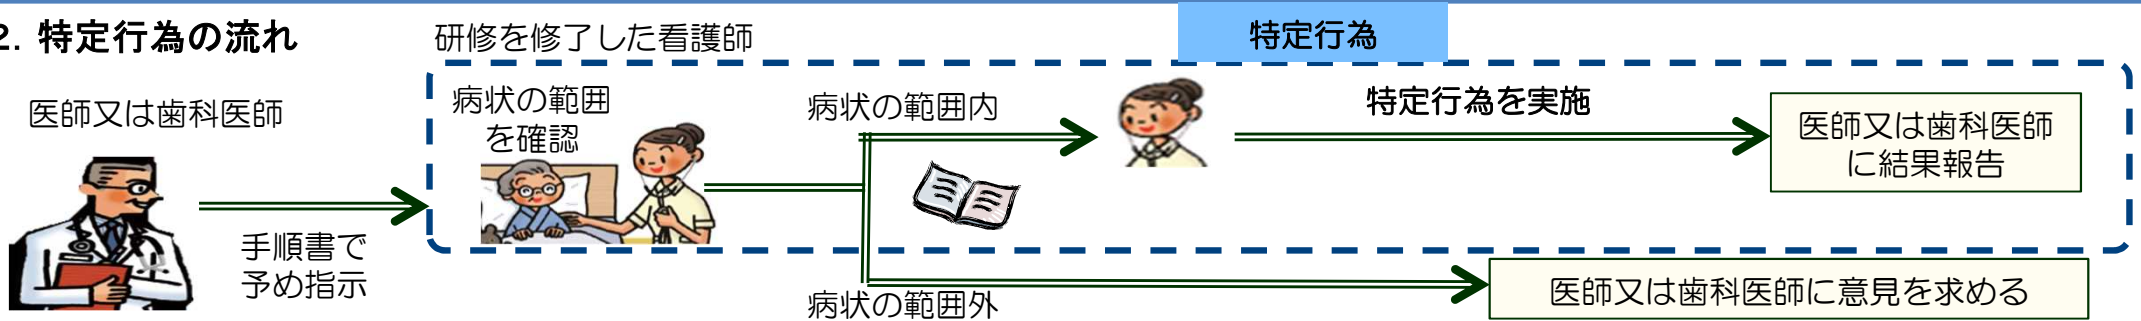 2. 特定行為の流れ
研修を修了した看護師
特定行為
医師又は歯科医師
病状の範囲
を確認
病状の範囲内
特定行為を実施
医師又は歯科医師
に結果報告
手順書で
予め指示
病状の範囲外
医師又は歯科医師に意見を求める